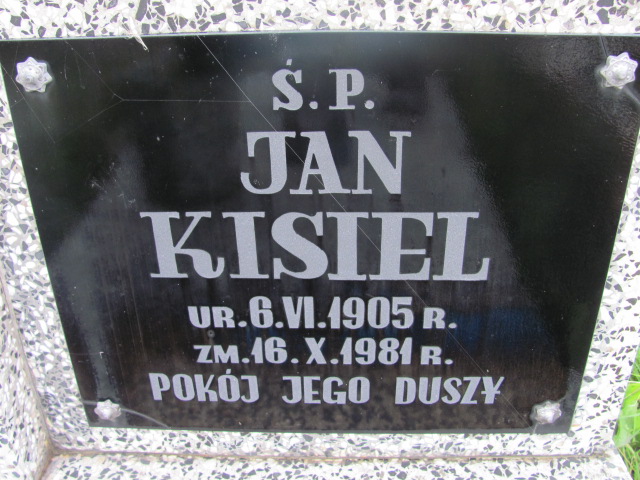 Ś.P.
JAN
KISIEL
UR.6.VI.1905 R.
ZM.16.X.1981 R.
POKÓJ JEGO DUSZY